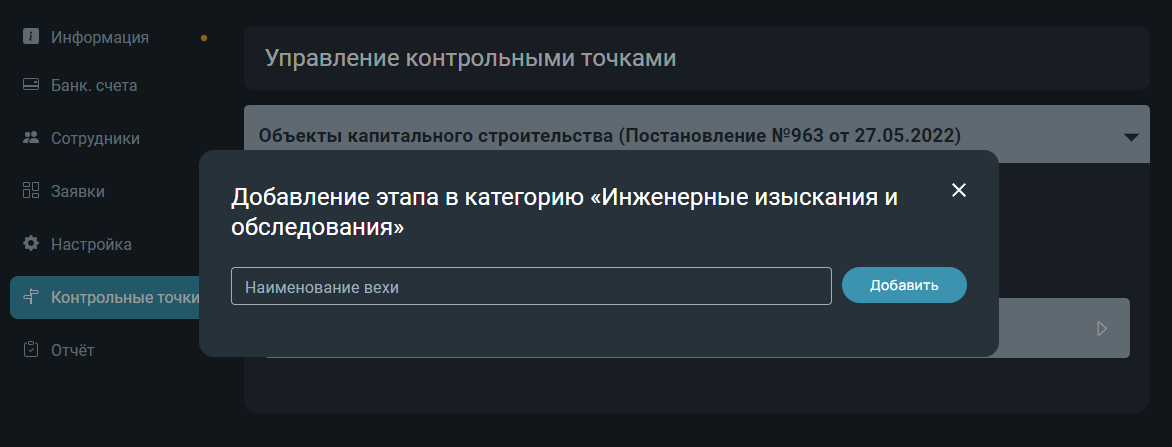 Информация
Банк. счета
Сотрудники
Заявки
Настройка
Контрольные точки
Отчёт
Управление контрольными точками
Объекты капитального строительства (Постановление №963 от 27.05.2022)
Добавление этапа в категорию «Инженерные изыскания и
обследования»
Наименование вехи
Добавить